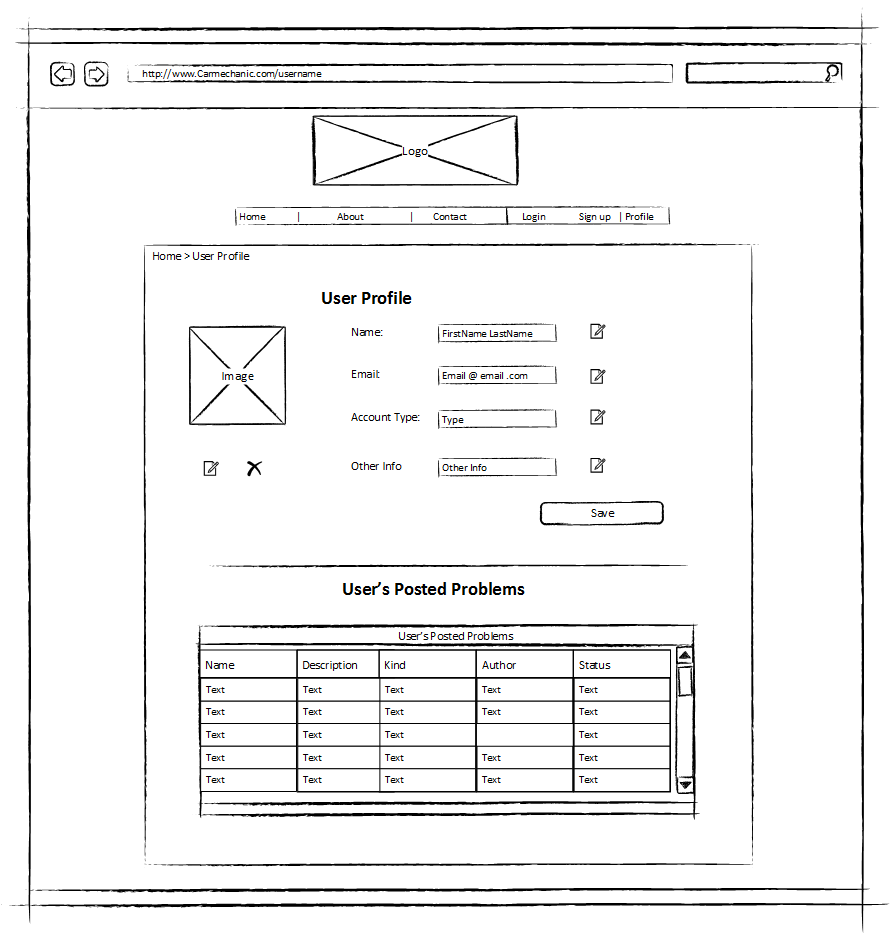 http://www.Carmechanic.com/username
Logo
Home | About | Contact Login Sign up | Profile
Home > User Profile
User Profile
Name: FirstName LastName
Image
Email: Email @ email .com
Account Type: Type
Other Info Other Info
Save
User's Posted Problems
User's Posted Problems
Name Description Kind Author Status
Text Text Text Text Text
Text Text Text Text Text
Text Text Text Text
Text Text Text Text Text
Text Text Text Text Text